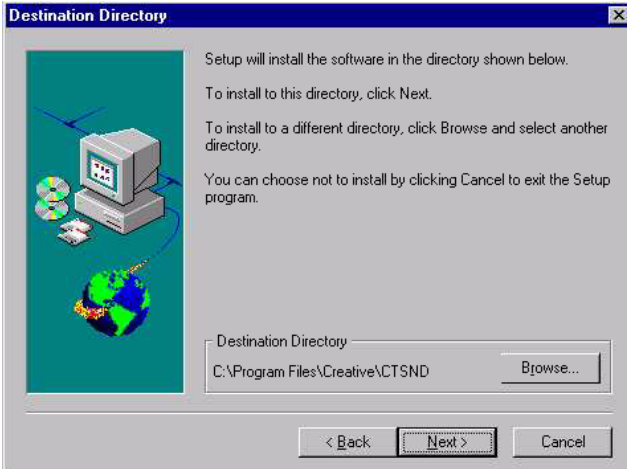 Destination Directory
Setup will install the software in the directory shown below.
To install to this directory, click Next.
To install to a different directory, click Browse and select another
directory.
You can choose not to install by clicking Cancel to exit the Setup
program.
Destination Directory
C:\Program Files\Creative\CTSND
Browse...
< Back Next > Cancel